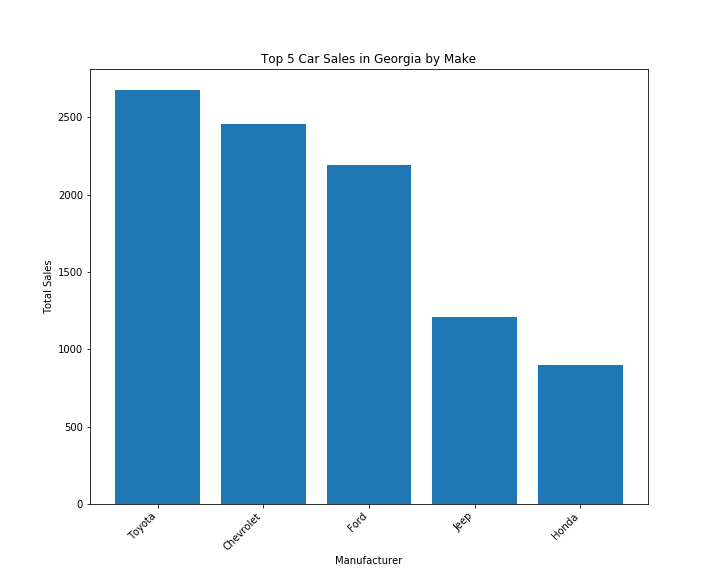 Top 5 Car Sales in Georgia by Make
Total Sales
2500
2000
1500
1000
500
0
Toyota
Chevrolet
Ford
Jeep
Honda
Manufacturer